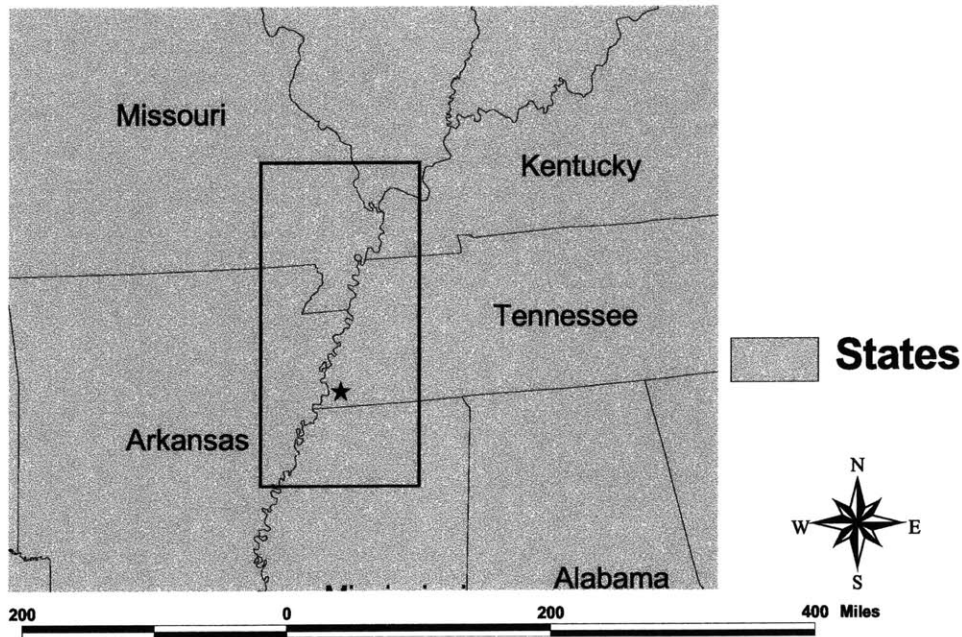 Missouri
Kentucky
Tennessee
States
Arkansas
N
W E
S
Alabama
200 0 200 400 Miles